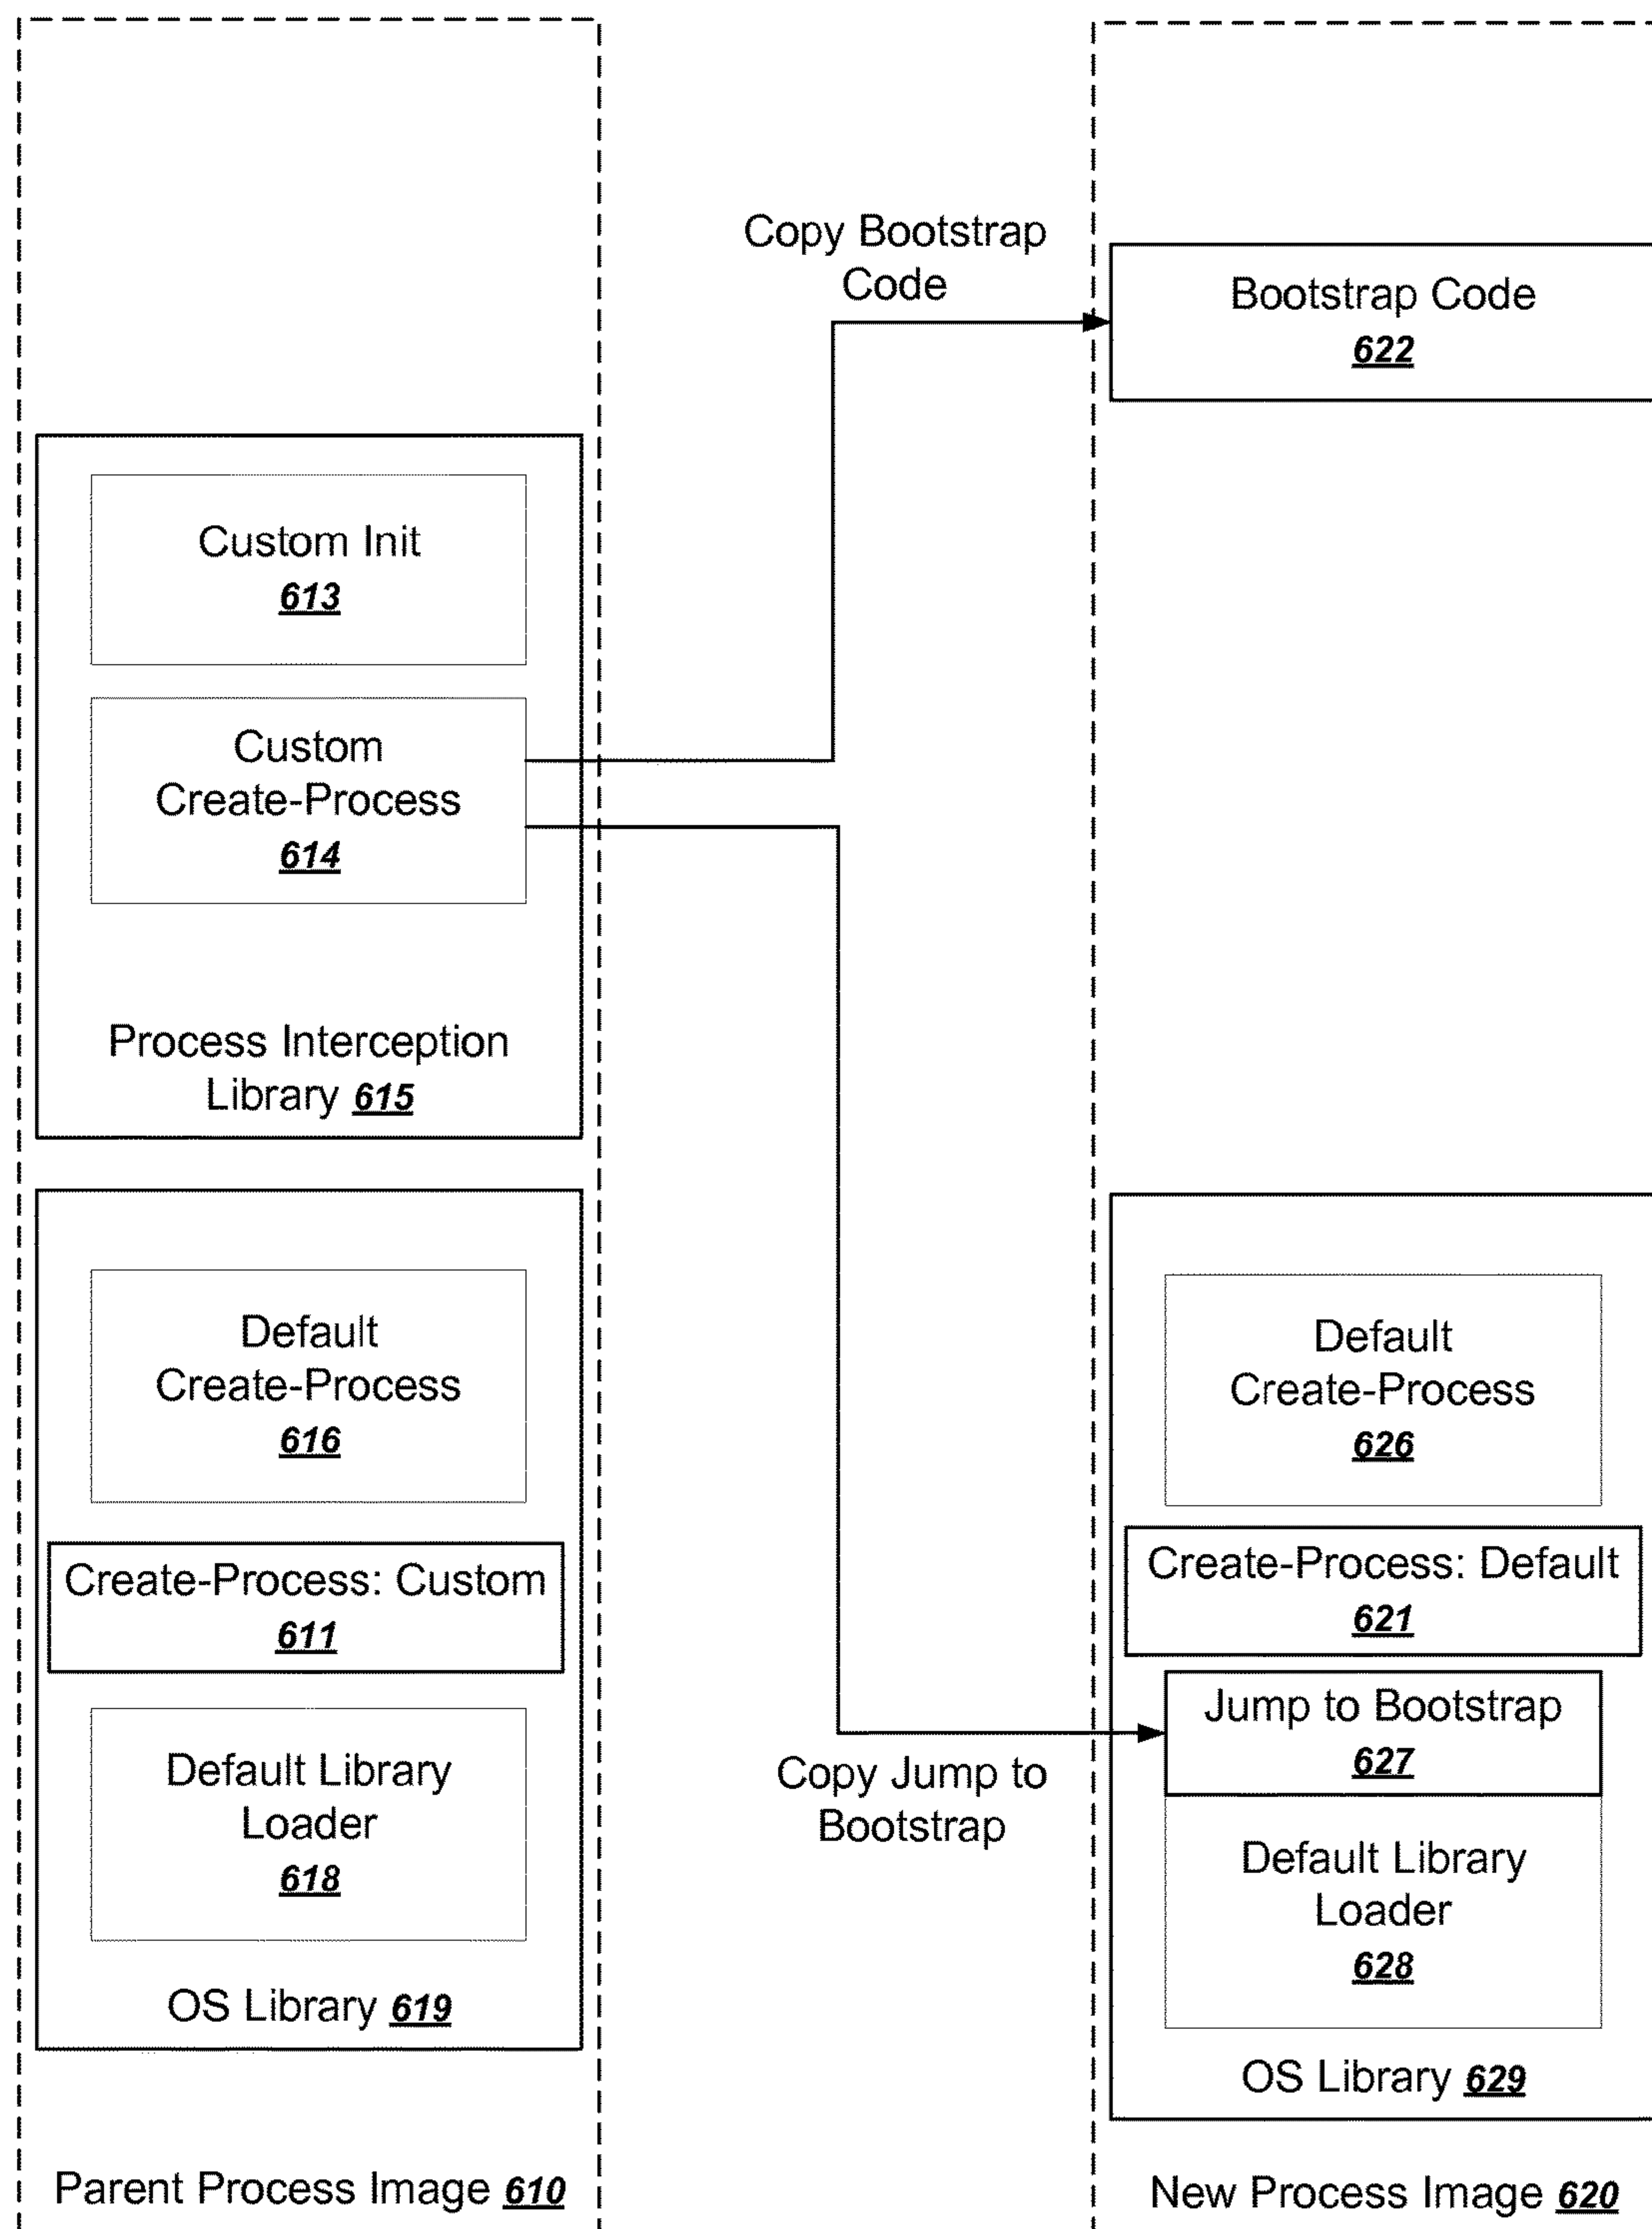 Copy Bootstrap
Code
Bootstrap Code
622
Custom Init
613
Custom
Create-Process
614
Process Interception
Library 615
Default
Create-Process
616
Create-Process: Custom
611
Default Library
Loader
618
OS Library 619
Parent Process Image 610
Copy Jump to
Bootstrap
Default
Create-Process
626
Create-Process: Default
621
Jump to Bootstrap
627
Default Library
Loader
628
OS Library 629
New Process Image 620